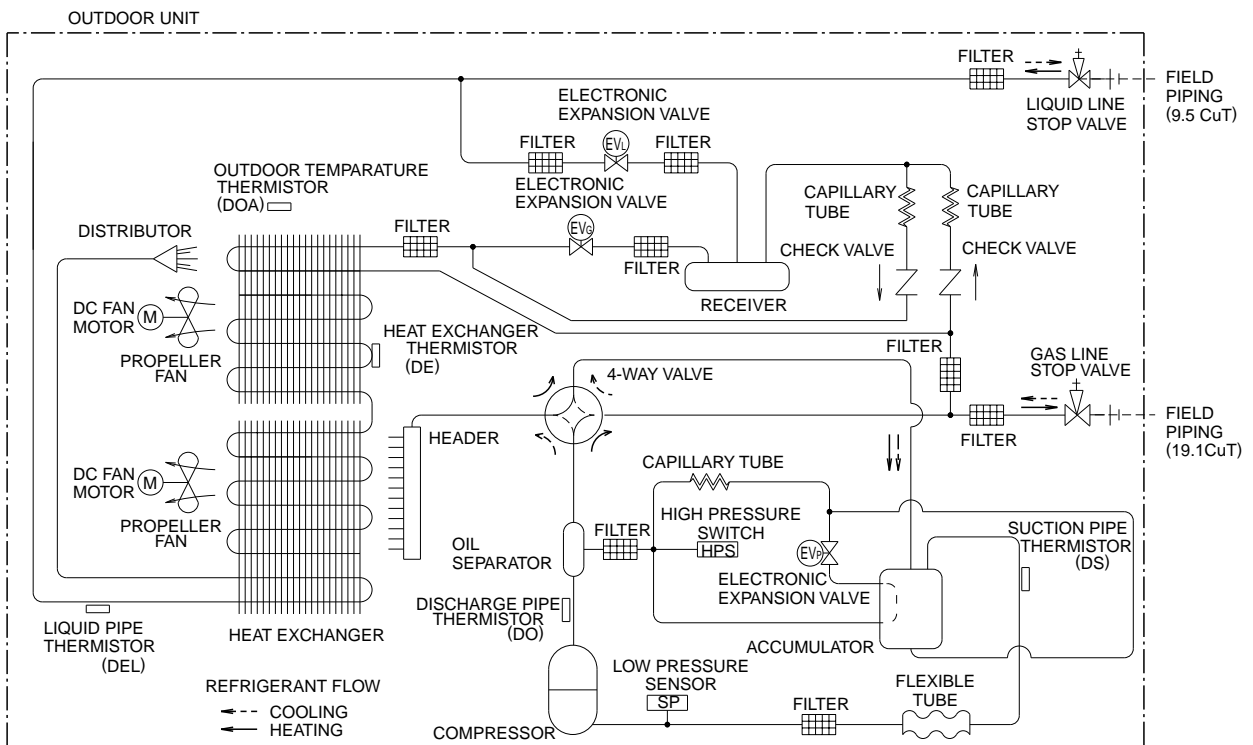 OUTDOOR UNIT
FILTER
LIQUID LINE
STOP VALVE
FIELD
PIPING
(9.5 CuT)
ELECTRONIC
EXPANSION VALVE
FILTER
EVL
FILTER
OUTDOOR TEMPARATURE
THERMISTOR
(DOA)
ELECTRONIC
EXPANSION VALVE
CAPILLARY
TUBE
CAPILLARY
TUBE
DISTRIBUTOR
FILTER
EVG
FILTER
CHECK VALVE
CHECK VALVE
RECEIVER
DC FAN
MOTOR
M
PROPELLER
FAN
HEAT EXCHANGER
THERMISTOR
(DE)
FILTER
GAS LINE
STOP VALVE
4-WAY VALVE
HEADER
FILTER
FIELD
PIPING
(19.1CuT)
DC FAN
MOTOR
M
PROPELLER
FAN
CAPILLARY TUBE
HIGH PRESSURE
SWITCH
HPS
OIL
SEPARATOR
FILTER
EVP
ELECTRONIC
EXPANSION VALVE
SUCTION PIPE
THERMISTOR
(DS)
DISCHARGE PIPE
THERMISTOR
(DO)
LIQUID PIPE
THERMISTOR
(DEL)
HEAT EXCHANGER
ACCUMULATOR
LOW PRESSURE
SENSOR
SP
FLEXIBLE
TUBE
FILTER
COMPRESSOR
REFRIGERANT FLOW
COOLING
HEATING